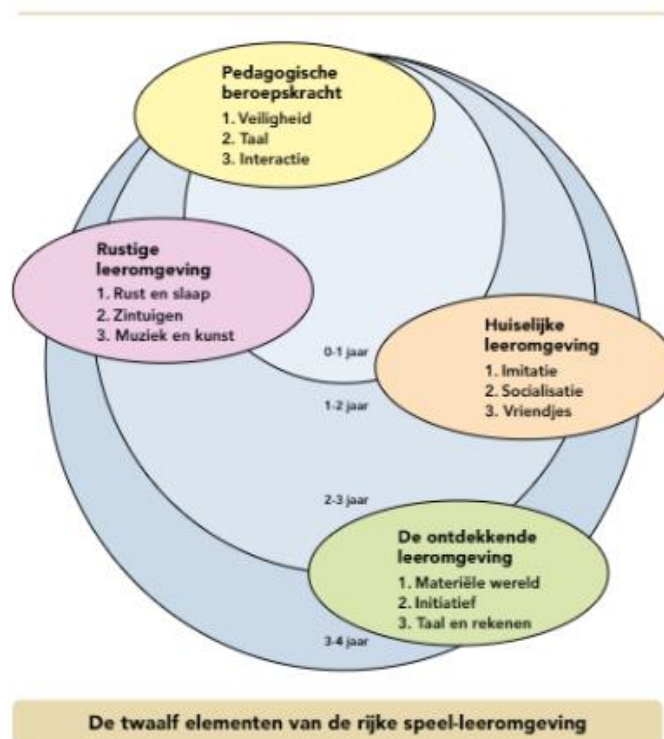 Pedagogische
beroepskracht
1. Veiligheid
2. Taal
3. Interactie
Rustige
leeromgeving
1. Rust en slaap
2. Zintuigen
3. Muziek en kunst
Huiselijke
leeromgeving
1. Imitatie
2. Socialisatie
3. Vriendjes
0-1 jaar
1-2 jaar
2-3 jaar
De ontdekkende
leeromgeving
1. Materiële wereld
2. Initiatief
3. Taal en rekenen
3-4 jaar
De twaalf elementen van de rijke speel-leeromgeving